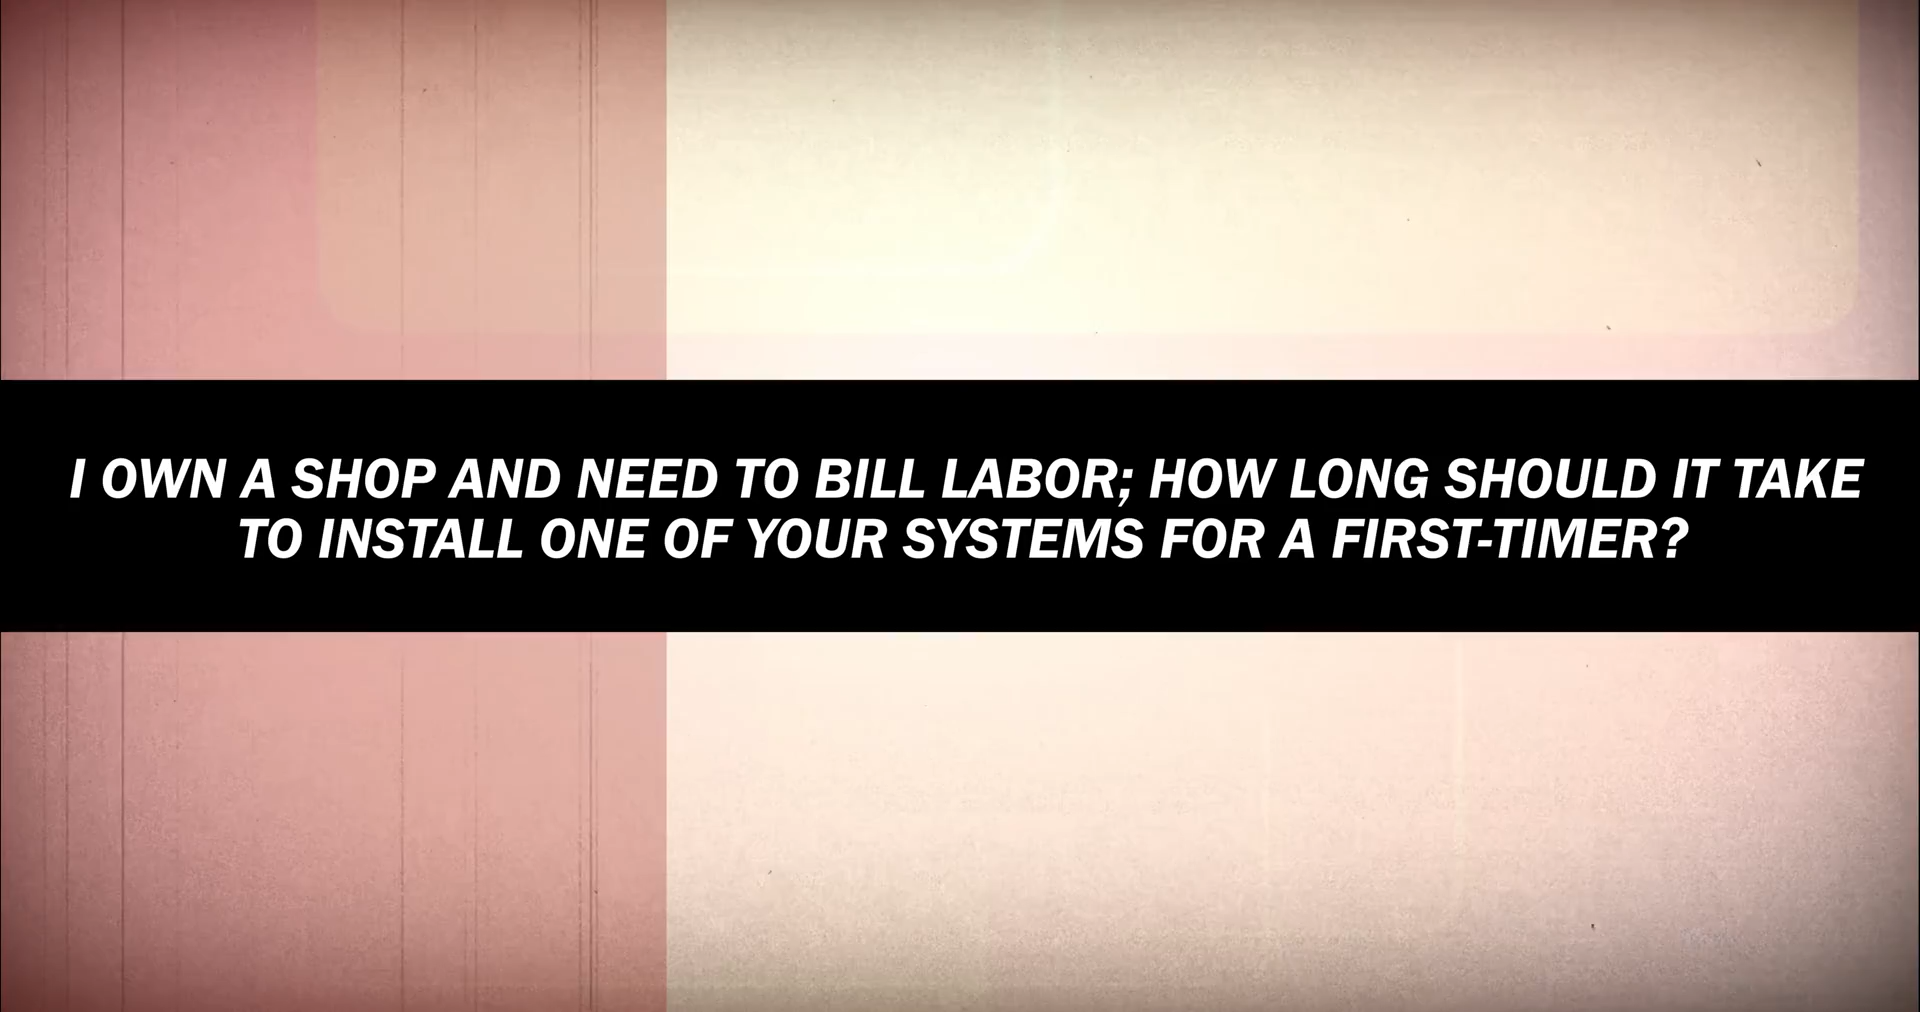 I OWN A SHOP AND NEED TO BILL LABOR; HOW LONG SHOULD IT TAKE
TO INSTALL ONE OF YOUR SYSTEMS FOR A FIRST-TIMER?